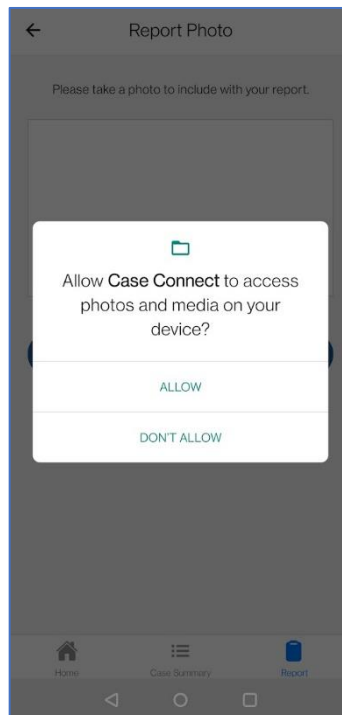 Report Photo
Please take a photo to include with your report.
Allow Case Connect to access
photos and media on your
device?
ALLOW
DON'T ALLOW
Home
Case Summary
Report